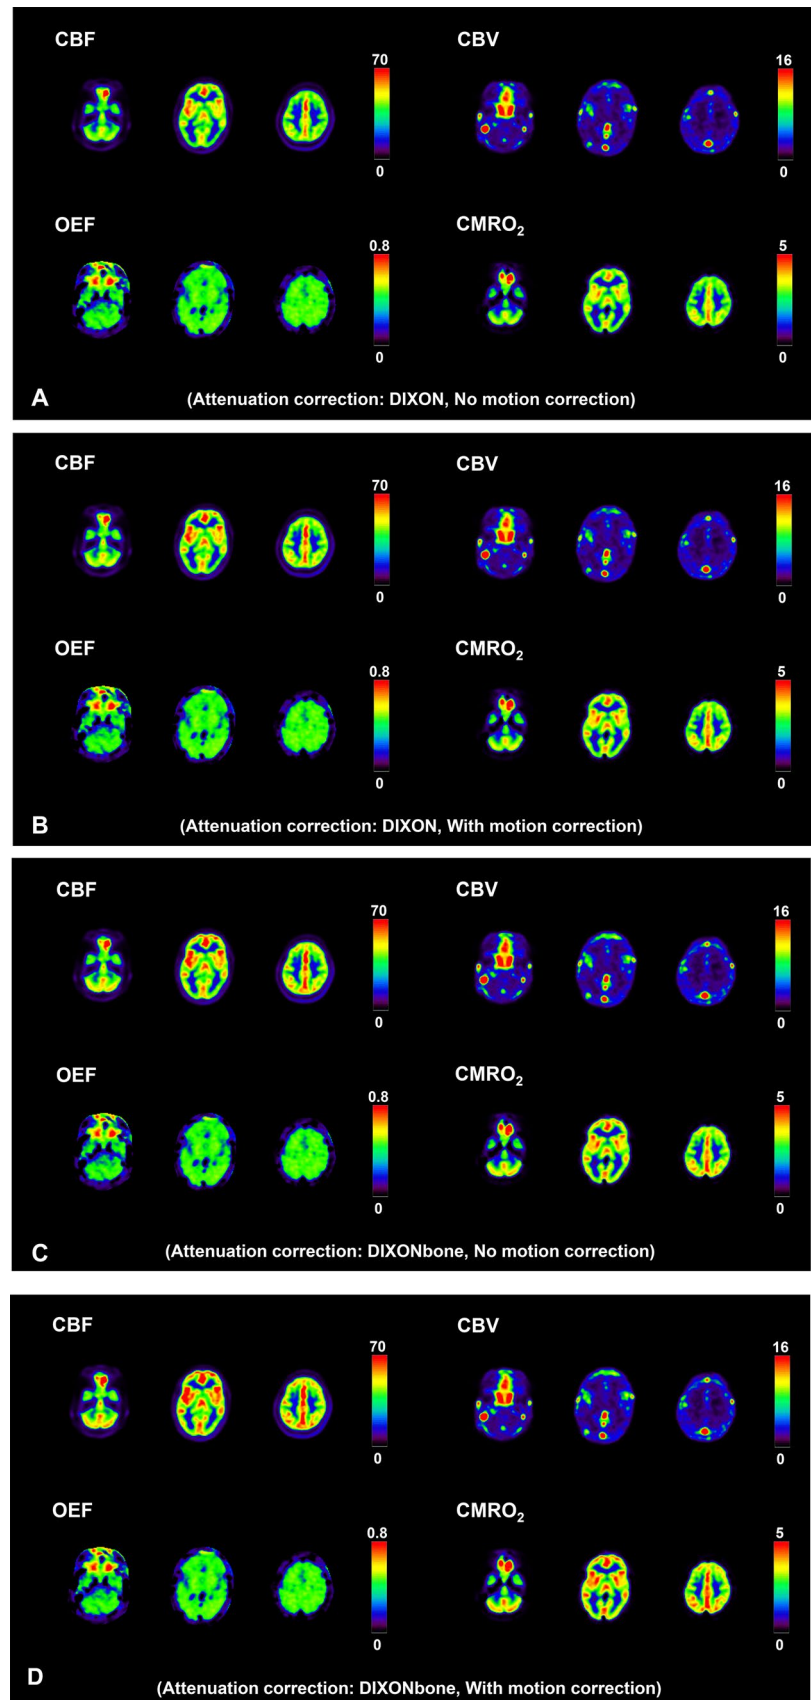 CBF CBV
70 16
0 0
OEF CMRO₂
0.8 5
0 0
A (Attenuation correction: DIXON, No motion correction)
CBF CBV
70 16
0 0
OEF CMRO₂
0.8 5
0 0
B (Attenuation correction: DIXON, With motion correction)
CBF CBV
70 16
0 0
OEF CMRO₂
0.8 5
0 0
C (Attenuation correction: DIXONbone, No motion correction)
CBF CBV
70 16
0 0
OEF CMRO₂
0.8 5
0 0
D (Attenuation correction: DIXONbone, With motion correction)